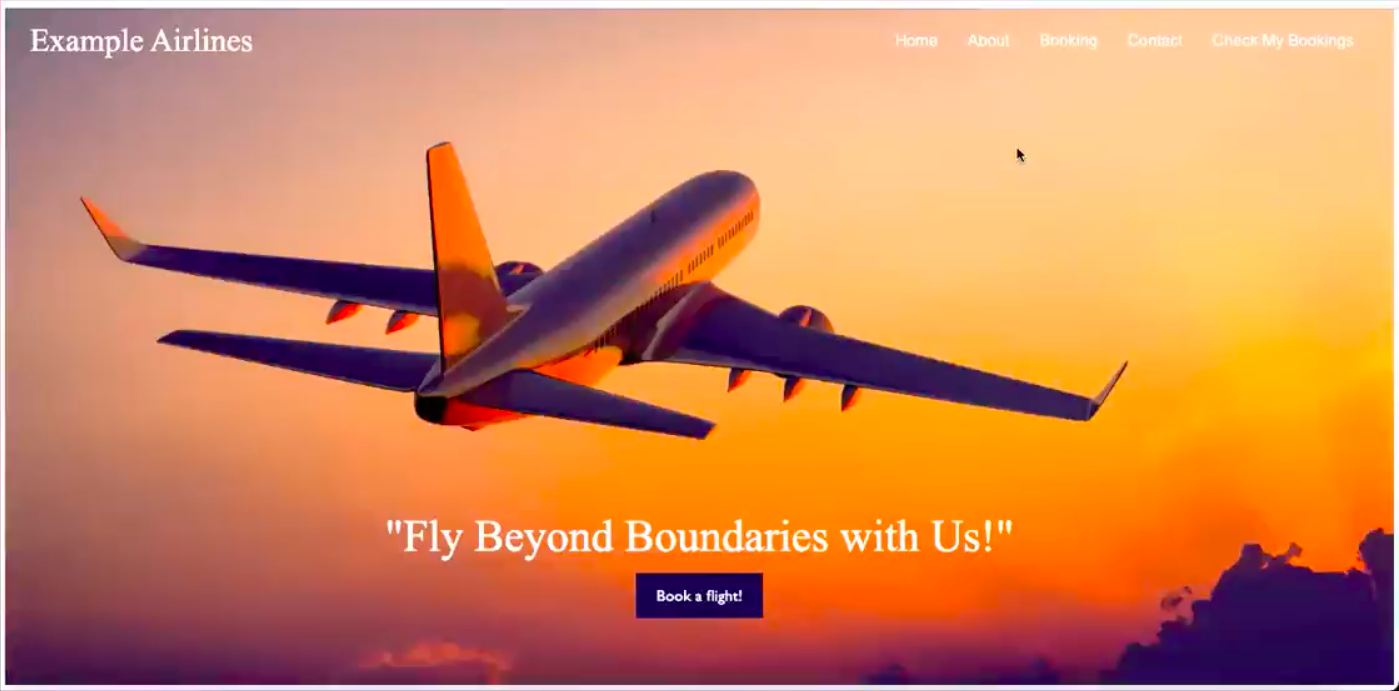 Example Airlines
Home About Booking Contact Check My Bookings
"Fly Beyond Boundaries with Us!"
Book a flight!